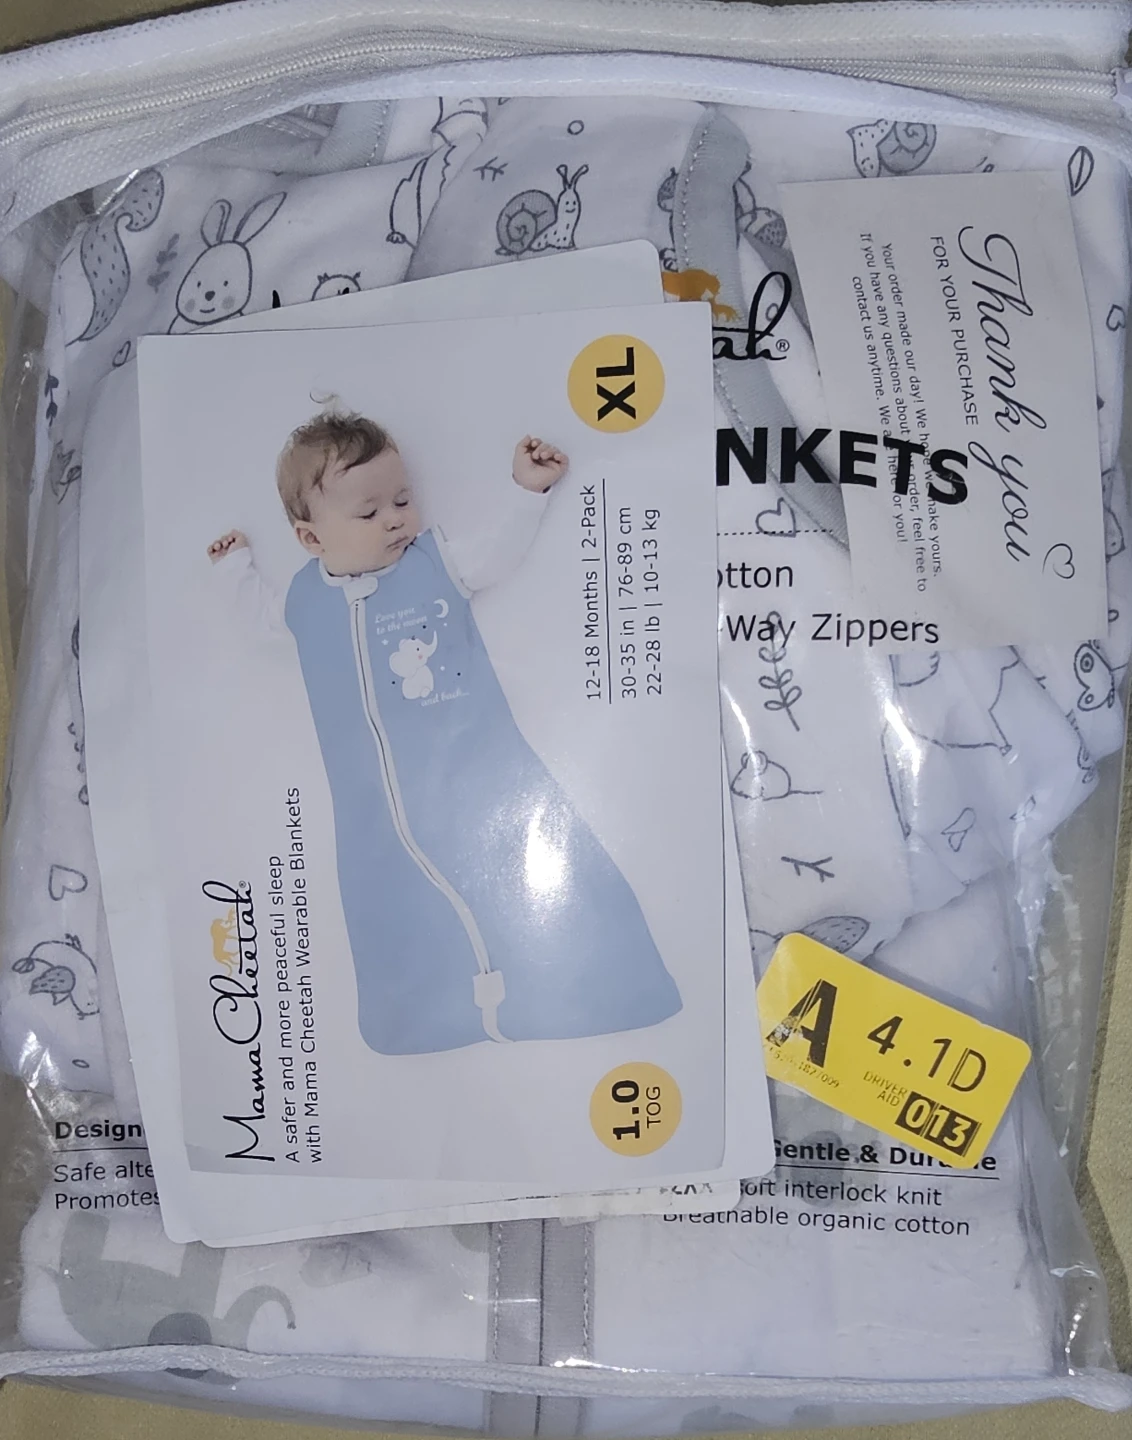 Thank you
FOR YOUR PURCHASE
Your order made our day! We hope we make yours.
If you have any questions about your order, feel free to
contact us anytime. We are here for you!
XL
12-18 Months | 2-Pack
30-35 in | 76-89 cm
22-28 lb | 10-13 kg
Love you
to the moon
and back...
MamaCheetah®
A safer and more peaceful sleep
with Mama Cheetah Wearable Blankets
1.0
TOG
ah®
NKETS
otton
Way Zippers
A 4.1D
DRIVER
AID 013
Design
Safe alte
Promotes
Gentle & Dur e
soft interlock knit
Breathable organic cotton